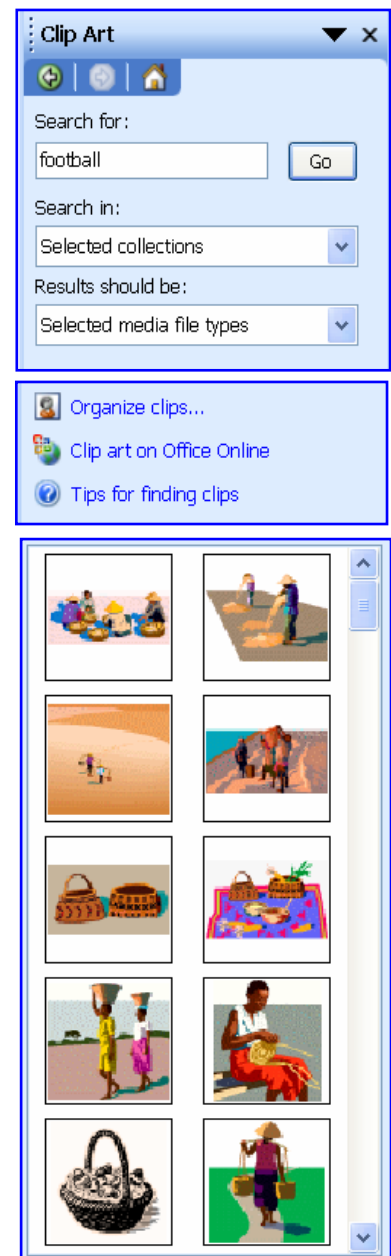 Clip Art
Search for:
football
Go
Search in:
Selected collections
Results should be:
Selected media file types
Organize clips...
Clip art on Office Online
Tips for finding clips